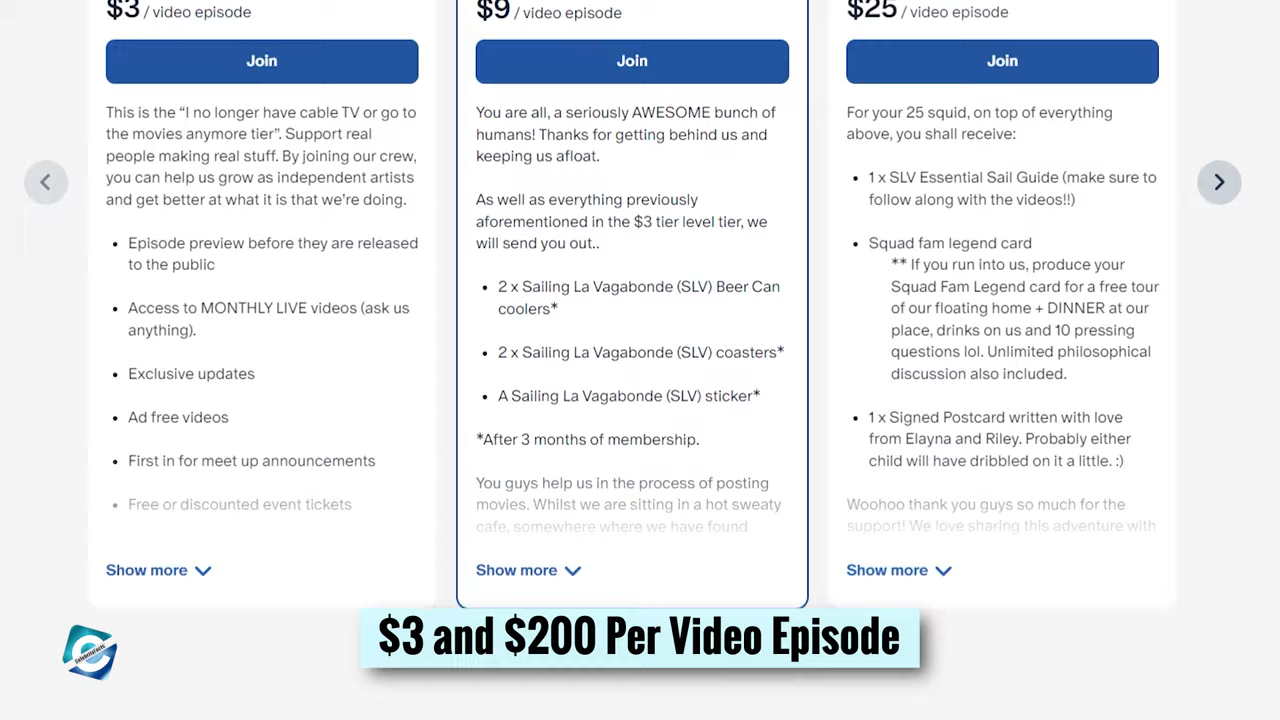 $3 / video episode
Join
This is the “I no longer have cable TV or go to
the movies anymore tier”. Support real
people making real stuff. By joining our crew,
you can help us grow as independent artists
and get better at what it is that we’re doing.
• Episode preview before they are released
to the public
• Access to MONTHLY LIVE videos (ask us
anything).
• Exclusive updates
• Ad free videos
• First in for meet up announcements
• Free or discounted event tickets
Show more
$9 / video episode
Join
You are all, a seriously AWESOME bunch of
humans! Thanks for getting behind us and
keeping us afloat.
As well as everything previously
aforementioned in the $3 tier level tier, we
will send you out..
• 2 x Sailing La Vagabonde (SLV) Beer Can
coolers*
• 2 x Sailing La Vagabonde (SLV) coasters*
• A Sailing La Vagabonde (SLV) sticker*
*After 3 months of membership.
You guys help us in the process of posting
movies. Whilst we are sitting in a hot sweaty
cafe, somewhere where we have found
Show more
$25 / video episode
Join
For your 25 squid, on top of everything
above, you shall receive:
• 1 x SLV Essential Sail Guide (make sure to
follow along with the videos!!)
• Squad fam legend card
** If you run into us, produce your
Squad Fam Legend card for a free tour
of our floating home + DINNER at our
place, drinks on us and 10 pressing
questions lol. Unlimited philosophical
discussion also included.
• 1 x Signed Postcard written with love
from Elayna and Riley. Probably either
child will have dribbled on it a little. :)
Woohoo thank you guys so much for the
support! We love sharing this adventure with
Show more
$3 and $200 Per Video Episode